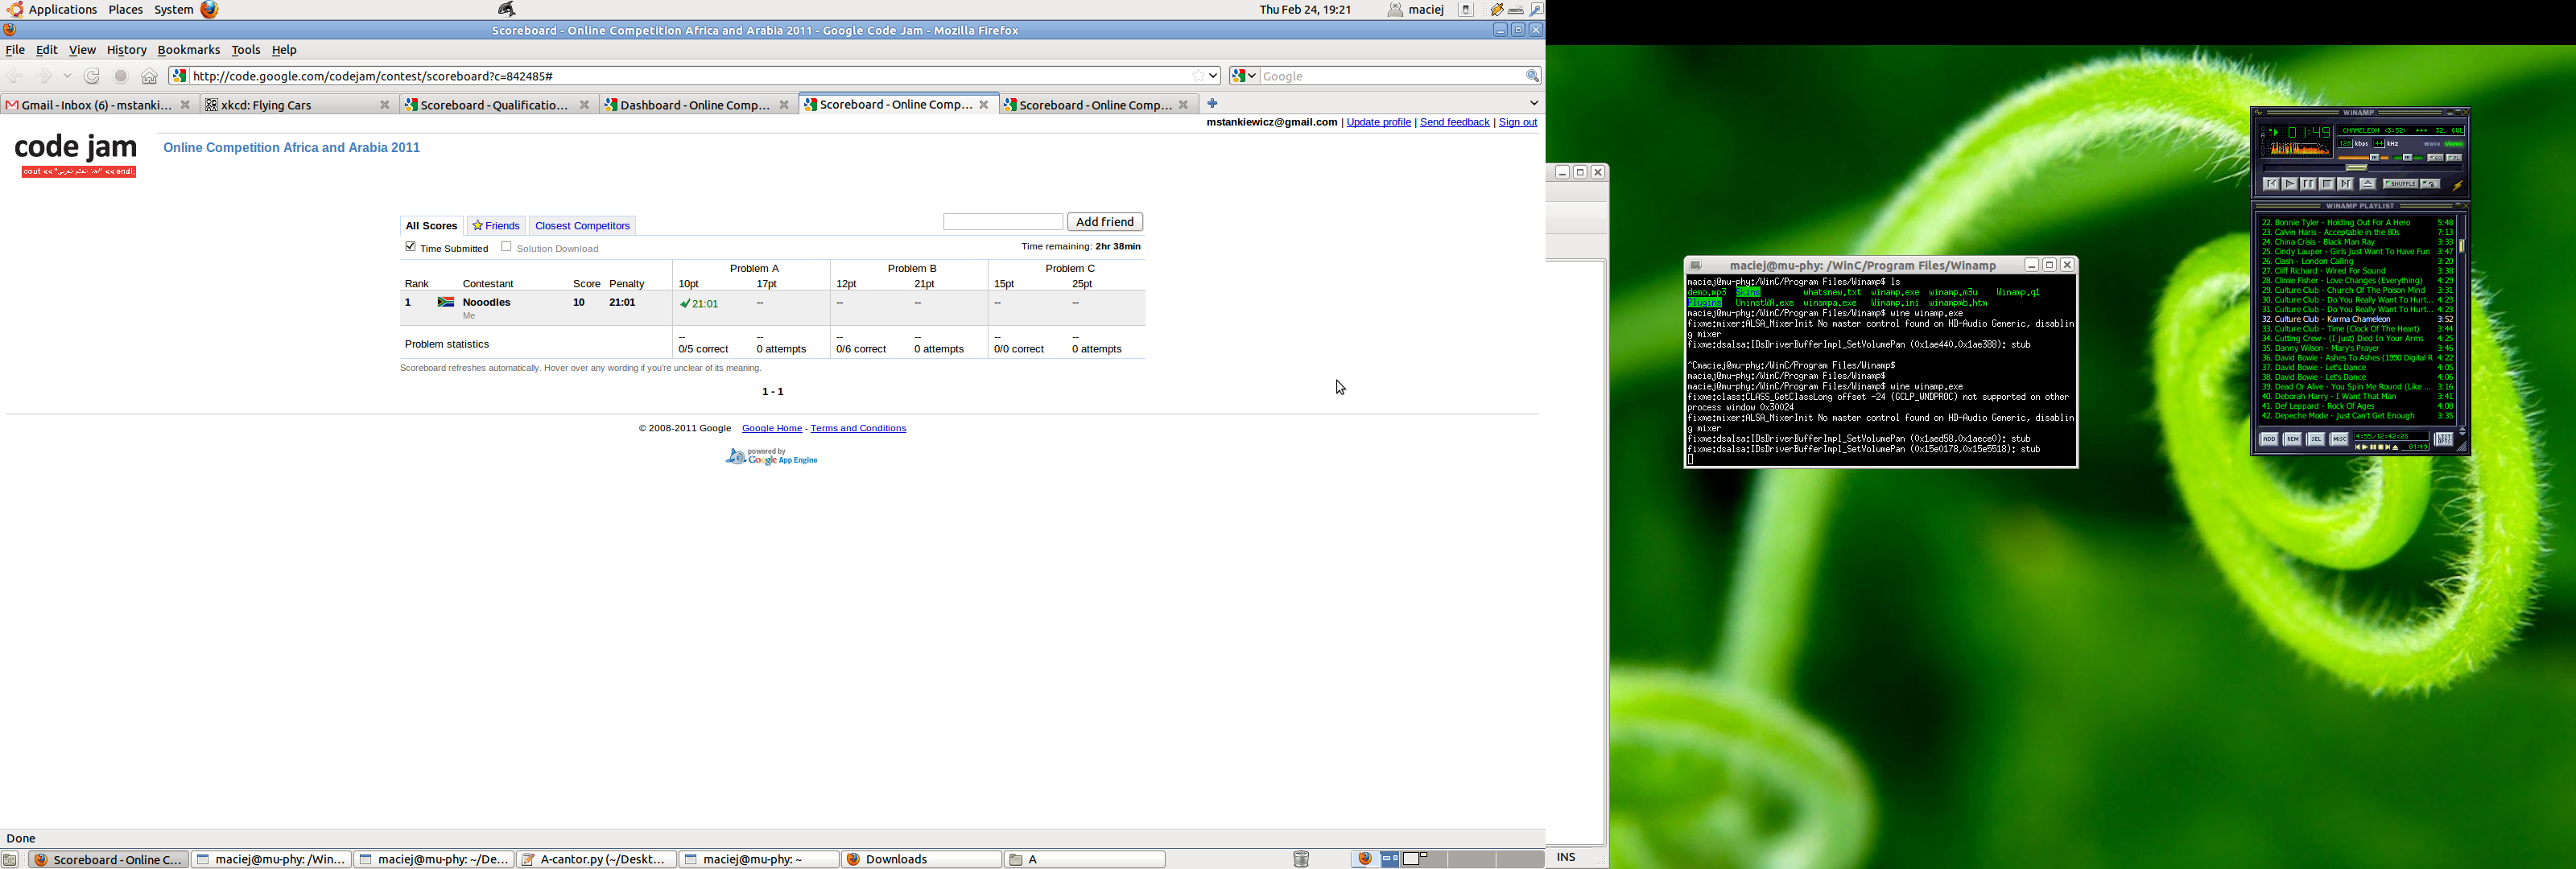 Applications Places System
Thu Feb 24, 19:21
maciej
Scoreboard - Online Competition Africa and Arabia 2011 - Google Code Jam - Mozilla Firefox
File Edit View History Bookmarks Tools Help
http://code.google.com/codejam/contest/scoreboard?c=842485#
Google
Gmail - Inbox (6) - mstanki...
xkcd: Flying Cars
Scoreboard - Qualificatio...
Dashboard - Online Comp...
Scoreboard - Online Comp...
Scoreboard - Online Comp...
mstankiewicz@gmail.com | Update profile | Send feedback | Sign out
code jam
Online Competition Africa and Arabia 2011
All Scores Friends Closest Competitors
Add friend
Time Submitted Solution Download
Time remaining: 2hr 38min
Problem A Problem B Problem C
Rank Contestant Score Penalty 10pt 17pt 12pt 21pt 15pt 25pt
1 Nooodles 10 21:01 21:01 -- -- -- -- --
Me
Problem statistics
-- -- -- -- -- --
0/5 correct 0 attempts 0/6 correct 0 attempts 0/0 correct 0 attempts
Scoreboard refreshes automatically. Hover over any wording if you're unclear of its meaning.
1 - 1
© 2008-2011 Google Google Home - Terms and Conditions
powered by
Google App Engine
Done
Scoreboard - Online C...
maciej@mu-phy: /Win...
maciej@mu-phy: ~/De...
A-cantor.py (~/Deskt...
maciej@mu-phy: ~
Downloads
A
INS
maciej@mu-phy: /WinC/Program Files/Winamp
maciej@mu-phy:/WinC/Program Files/Winamp$ ls
demo.mp3 Skins whatsnew.txt winamp.exe winamp.m3u Winamp.q1
Plugins UninstWA.exe winampa.exe Winamp.ini winampmb.htm
maciej@mu-phy:/WinC/Program Files/Winamp$ wine winamp.exe
fixme:mixer:ALSA_MixerInit No master control found on HD-Audio Generic, disablin
g mixer
fixme:dsalsa:IDsDriverBufferImpl_SetVolumePan (0x1ae440,0x1ae388): stub
^Cmaciej@mu-phy:/WinC/Program Files/Winamp$
maciej@mu-phy:/WinC/Program Files/Winamp$
maciej@mu-phy:/WinC/Program Files/Winamp$ wine winamp.exe
fixme:class:CLASS_GetClassLong offset -24 (GCLP_WNDPROC) not supported on other
process window 0x30024
fixme:mixer:ALSA_MixerInit No master control found on HD-Audio Generic, disablin
g mixer
fixme:dsalsa:IDsDriverBufferImpl_SetVolumePan (0x1aed58,0x1aece0): stub
fixme:dsalsa:IDsDriverBufferImpl_SetVolumePan (0x15e0178,0x15e5518): stub
WINAMP
01:49
CHAMELEON <3:52> *** 32. CUL
128 kbps 44 kHz mono stereo
SHUFFLE
WINAMP PLAYLIST
22. Bonnie Tyler - Holding Out For A Hero 5:48
23. Calvin Haris - Acceptable in the 80s 7:13
24. China Crisis - Black Man Ray 3:33
25. Cindy Lauper - Girls Just Want To Have Fun 3:47
26. Clash - London Calling 3:20
27. Cliff Richard - Wired For Sound 3:38
28. Climie Fisher - Love Changes (Everything) 4:29
29. Culture Club - Church Of The Poison Mind 3:31
30. Culture Club - Do You Really Want To Hurt... 4:23
31. Culture Club - Do You Really Want To Hurt... 4:23
32. Culture Club - Karma Chameleon 3:52
33. Culture Club - Time (Clock Of The Heart) 3:44
34. Cutting Crew - (I Just) Died In Your Arms 4:25
35. Danny Wilson - Mary's Prayer 3:46
36. David Bowie - Ashes To Ashes (1990 Digital R 4:22
37. David Bowie - Let's Dance 4:05
38. David Bowie - Let's Dance 4:06
39. Dead Or Alive - You Spin Me Round (Like ... 3:16
40. Deborah Harry - I Want That Man 3:41
41. Def Leppard - Rock Of Ages 4:08
42. Depeche Mode - Just Can't Get Enough 3:35
ADD REM SEL MISC
4:55/12:42:28
01:49
LIST OPTS